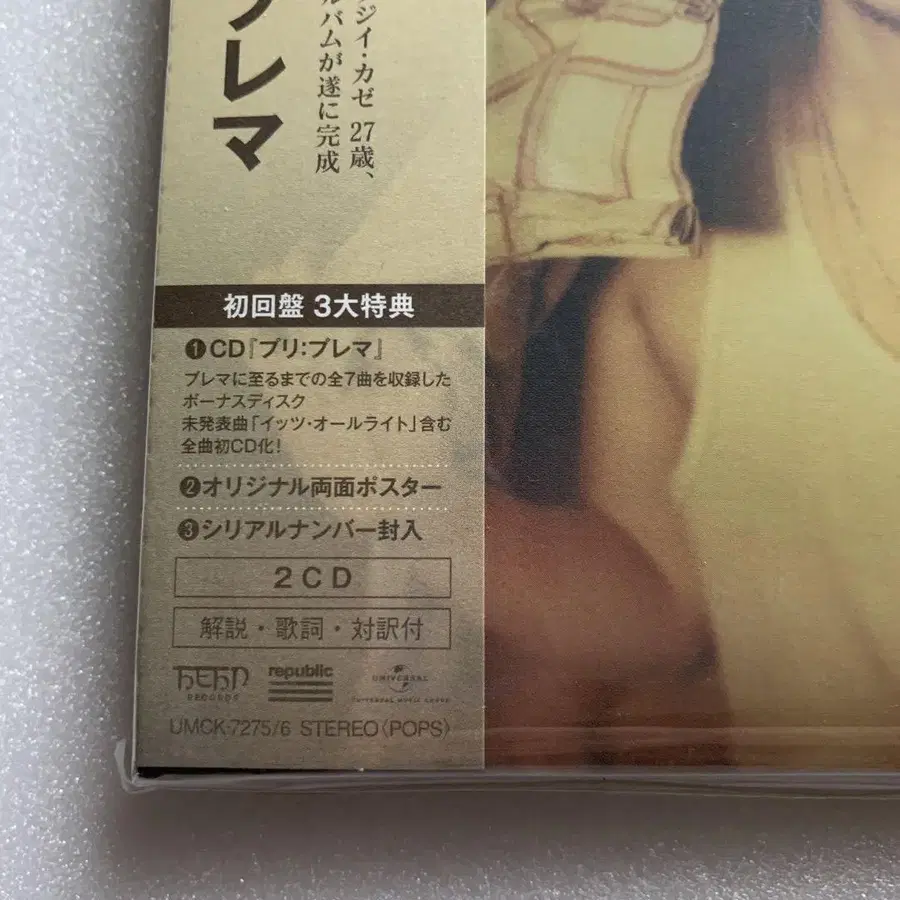 プレマ
ジイ・カゼ 27歳、
ルバムが遂に完成
初回盤 3大特典
❶CD『プリ:プレマ』
プレマに至るまでの全7曲を収録した
ボーナスディスク
未発表曲「イッツ・オールライト」含む
全曲初CD化!
❷オリジナル両面ポスター
❸シリアルナンバー封入
2CD
解説・歌詞・対訳付
HEHN
RECORDS
republic
UNIVERSAL
UNIVERSAL MUSIC GROUP
UMCK-7275/6 STEREO〈POPS〉